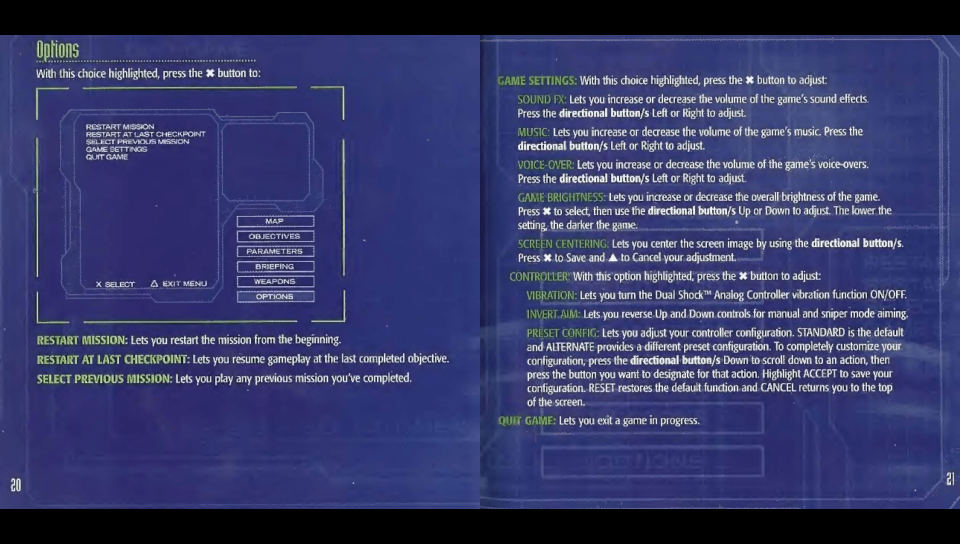 Options
With this choice highlighted, press the ✖ button to:
RESTART MISSION
RESTART AT LAST CHECKPOINT
SELECT PREVIOUS MISSION
GAME SETTINGS
QUIT GAME
MAP
OBJECTIVES
PARAMETERS
BRIEFING
WEAPONS
OPTIONS
X SELECT △ EXIT MENU
RESTART MISSION: Lets you restart the mission from the beginning.
RESTART AT LAST CHECKPOINT: Lets you resume gameplay at the last completed objective.
SELECT PREVIOUS MISSION: Lets you play any previous mission you've completed.
20
GAME SETTINGS: With this choice highlighted, press the ✖ button to adjust:
SOUND FX: Lets you increase or decrease the volume of the game's sound effects.
Press the directional button/s Left or Right to adjust.
MUSIC: Lets you increase or decrease the volume of the game's music. Press the
directional button/s Left or Right to adjust.
VOICE-OVER: Lets you increase or decrease the volume of the game's voice-overs.
Press the directional button/s Left or Right to adjust.
GAME BRIGHTNESS: Lets you increase or decrease the overall brightness of the game.
Press ✖ to select, then use the directional button/s Up or Down to adjust. The lower the
setting, the darker the game.
SCREEN CENTERING: Lets you center the screen image by using the directional button/s.
Press ✖ to Save and ▲ to Cancel your adjustment.
CONTROLLER: With this option highlighted, press the ✖ button to adjust:
VIBRATION: Lets you turn the Dual Shock™ Analog Controller vibration function ON/OFF.
INVERT AIM: Lets you reverse Up and Down controls for manual and sniper mode aiming.
PRESET CONFIG: Lets you adjust your controller configuration. STANDARD is the default
and ALTERNATE provides a different preset configuration. To completely customize your
configuration, press the directional button/s Down to scroll down to an action, then
press the button you want to designate for that action. Highlight ACCEPT to save your
configuration. RESET restores the default function and CANCEL returns you to the top
of the screen.
QUIT GAME: Lets you exit a game in progress.
21